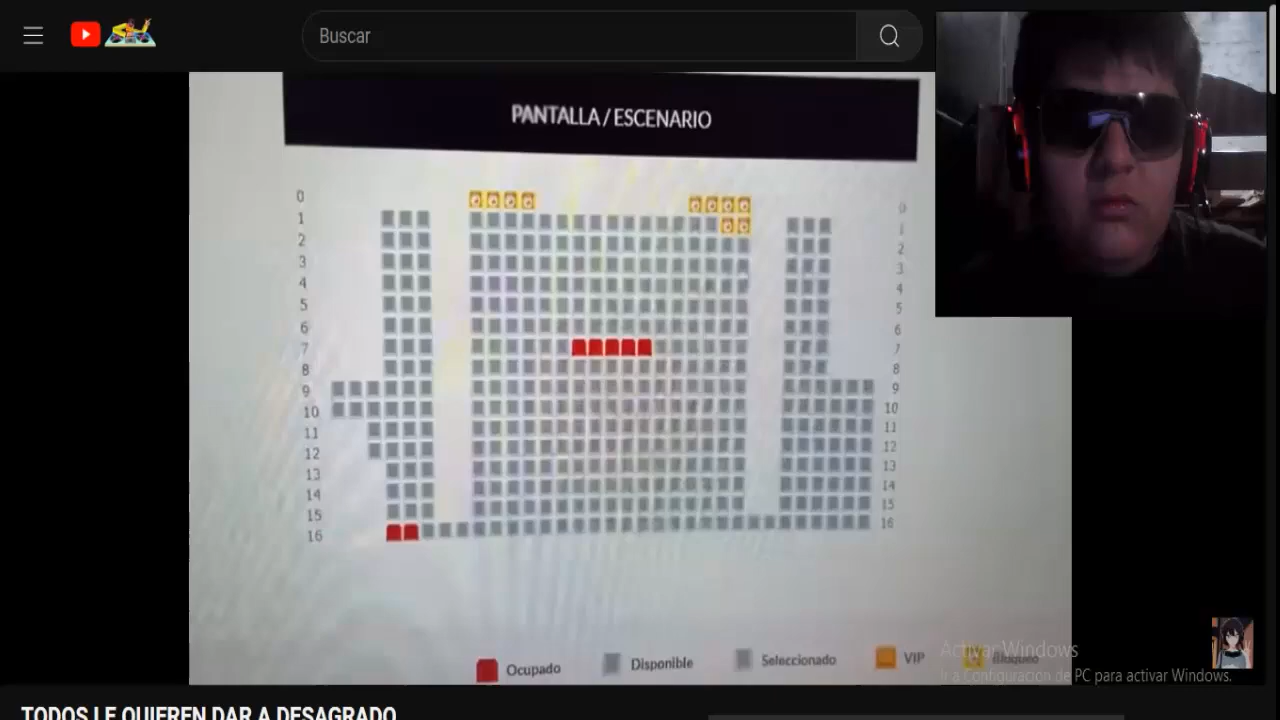 Buscar
PANTALLA / ESCENARIO
0 0
1 1
2 2
3 3
4 4
5 5
6 6
7 7
8 8
9 9
10 10
11 11
12 12
13 13
14 14
15 15
16 16
Ocupado Disponible Seleccionado VIP Bloqueo
Activar Windows
Ir a Configuración de PC para activar Windows.
TODOS LE QUIEREN DAR A DESAGRADO